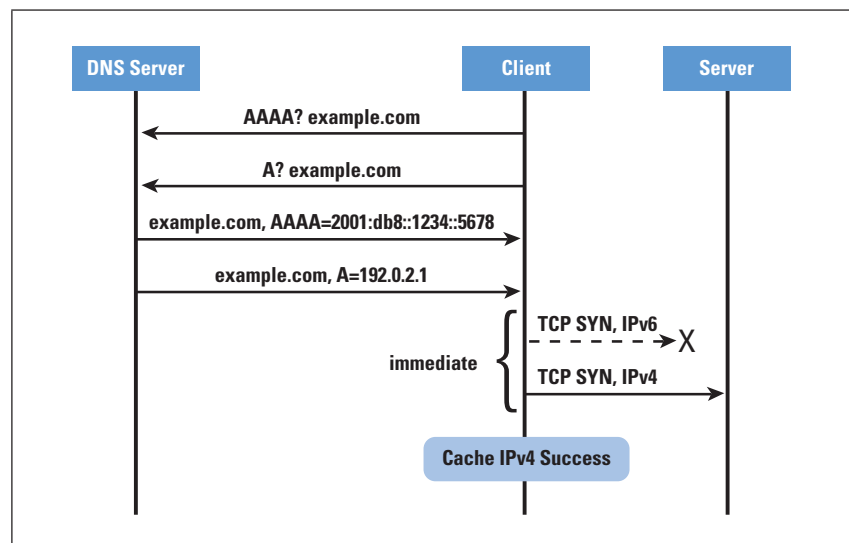 DNS Server
Client
Server
AAAA? example.com
A? example.com
example.com, AAAA=2001:db8::1234::5678
example.com, A=192.0.2.1
TCP SYN, IPv6
X
immediate
TCP SYN, IPv4
Cache IPv4 Success